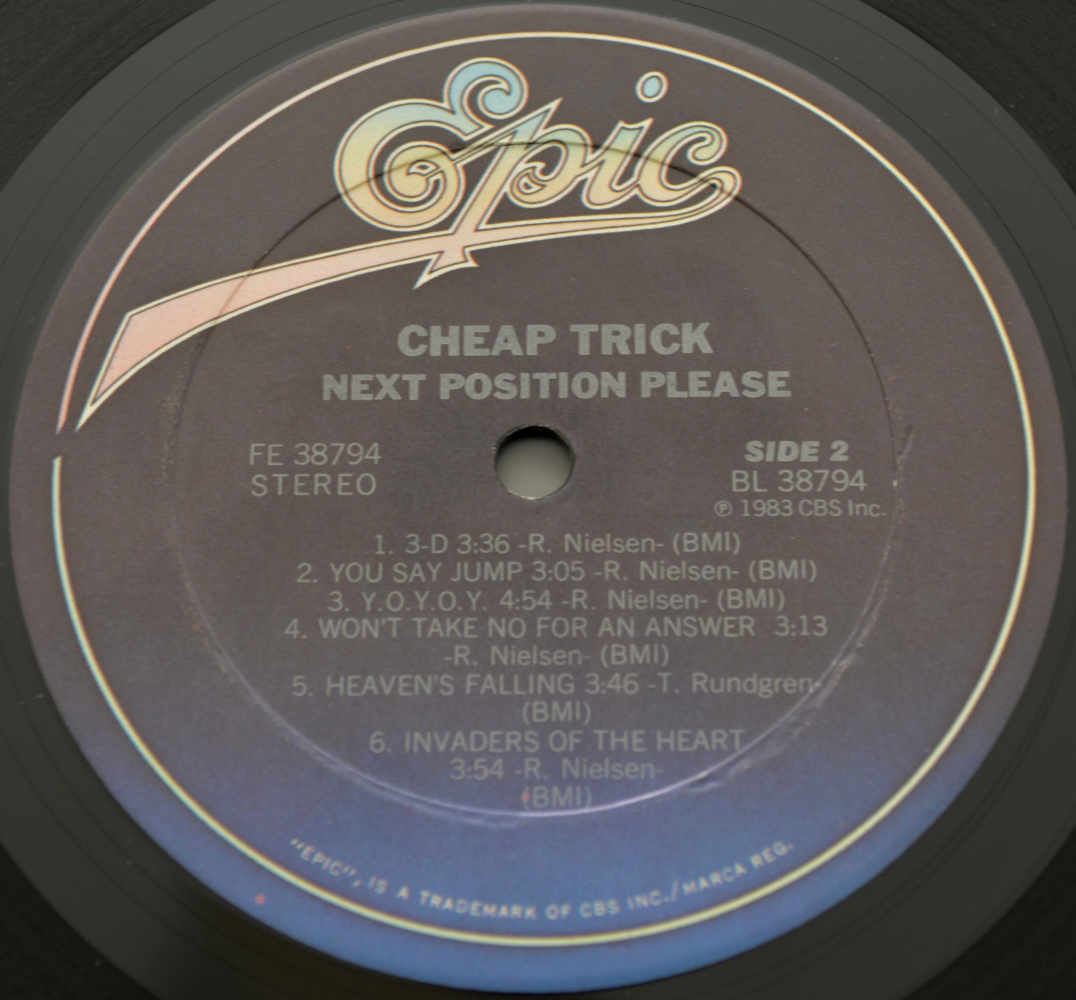 Epic
CHEAP TRICK
NEXT POSITION PLEASE
FE 38794
STEREO
SIDE 2
BL 38794
℗ 1983 CBS Inc.
1. 3-D 3:36 -R. Nielsen- (BMI)
2. YOU SAY JUMP 3:05 -R. Nielsen- (BMI)
3. Y.O.Y.O.Y. 4:54 -R. Nielsen- (BMI)
4. WON'T TAKE NO FOR AN ANSWER 3:13
-R. Nielsen- (BMI)
5. HEAVEN'S FALLING 3:46 -T. Rundgren-
(BMI)
6. INVADERS OF THE HEART
3:54 -R. Nielsen-
(BMI)
"EPIC", IS A TRADEMARK OF CBS INC./MARCA REG.